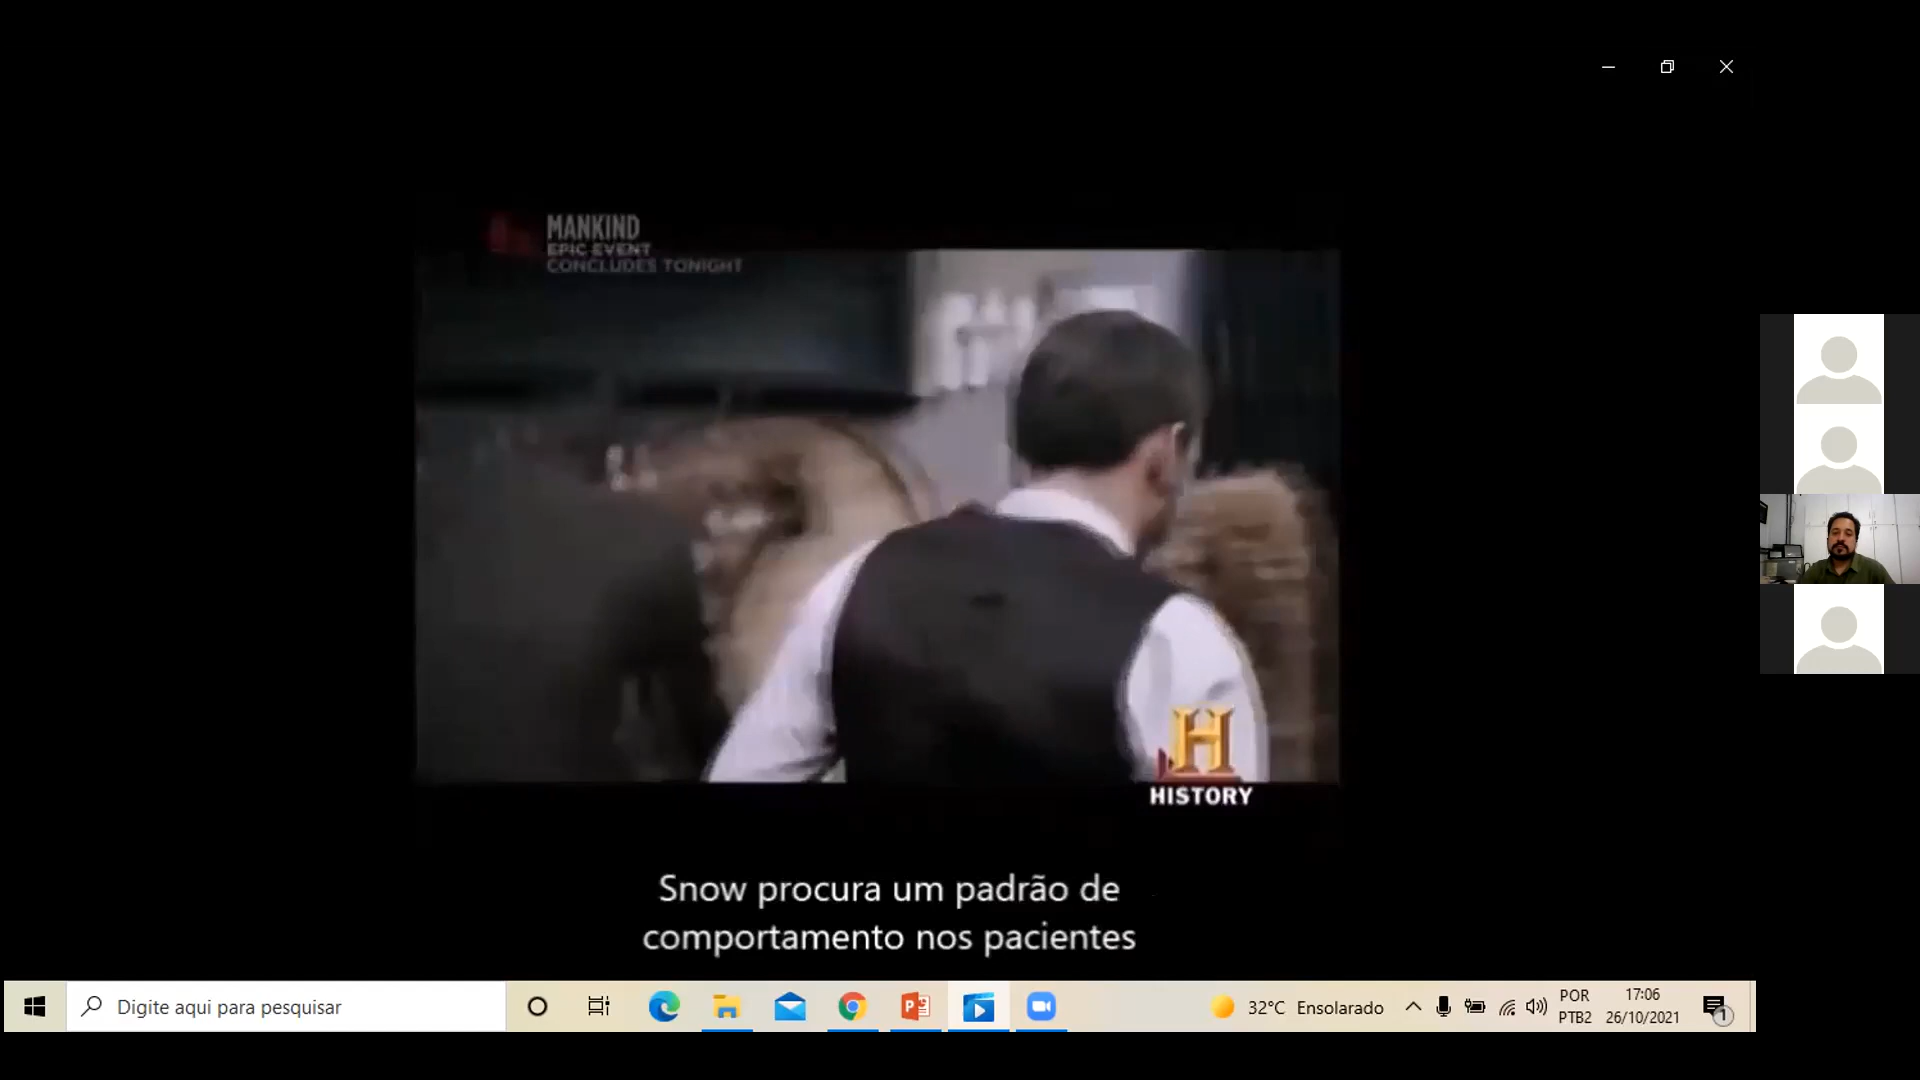 MANKIND
EPIC EVENT
CONCLUDES TONIGHT
H
HISTORY
Snow procura um padrão de
comportamento nos pacientes
Digite aqui para pesquisar
32°C Ensolarado
POR
PTB2
17:06
26/10/2021
1